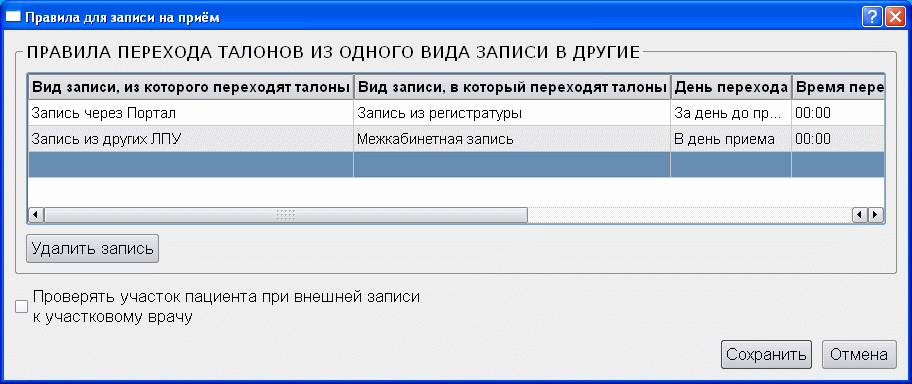 Правила для записи на приём
ПРАВИЛА ПЕРЕХОДА ТАЛОНОВ ИЗ ОДНОГО ВИДА ЗАПИСИ В ДРУГИЕ
Вид записи, из которого переходят талоны Вид записи, в который переходят талоны День перехода Время пере
Запись через Портал Запись из регистратуры За день до пр... 00:00
Запись из других ЛПУ Межкабинетная запись В день приема 00:00
Удалить запись
Проверять участок пациента при внешней записи
к участковому врачу
Сохранить Отмена